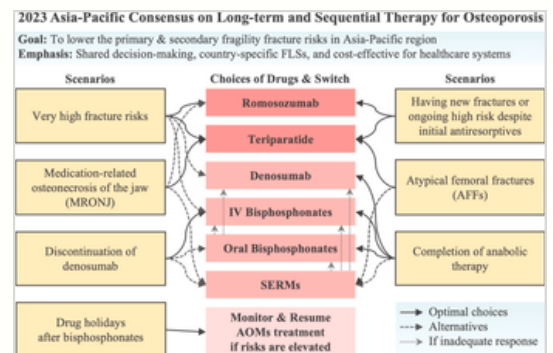 2023 Asia-Pacific Consensus on Long-term and Sequential Therapy for Osteoporosis
Goal: To lower the primary & secondary fragility fracture risks in Asia-Pacific region
Emphasis: Shared decision-making, country-specific FLSs, and cost-effective for healthcare systems
Scenarios
Choices of Drugs & Switch
Scenarios
Very high fracture risks
Medication-related
osteonecrosis of the jaw
(MRONJ)
Discontinuation of
denosumab
Drug holidays
after bisphosphonates
Romosozumab
Teriparatide
Denosumab
IV Bisphosphonates
Oral Bisphosphonates
SERMs
Monitor & Resume
AOMs treatment
if risks are elevated
Having new fractures or
ongoing high risk despite
initial antiresorptives
Atypical femoral fractures
(AFFs)
Completion of anabolic
therapy
Optimal choices
Alternatives
If inadequate response